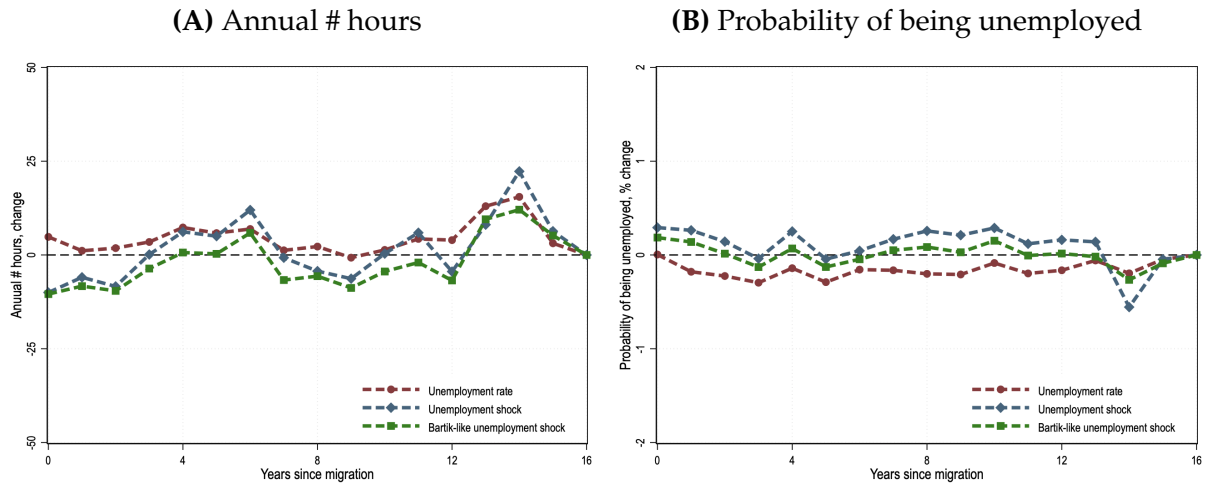 (A) Annual # hours
50
25
0
-25
-50
Annual # hours, change
Unemployment rate
Unemployment shock
Bartik-like unemployment shock
0 4 8 12 16
Years since migration
(B) Probability of being unemployed
2
1
0
-1
-2
Probability of being unemployed, % change
Unemployment rate
Unemployment shock
Bartik-like unemployment shock
0 4 8 12 16
Years since migration